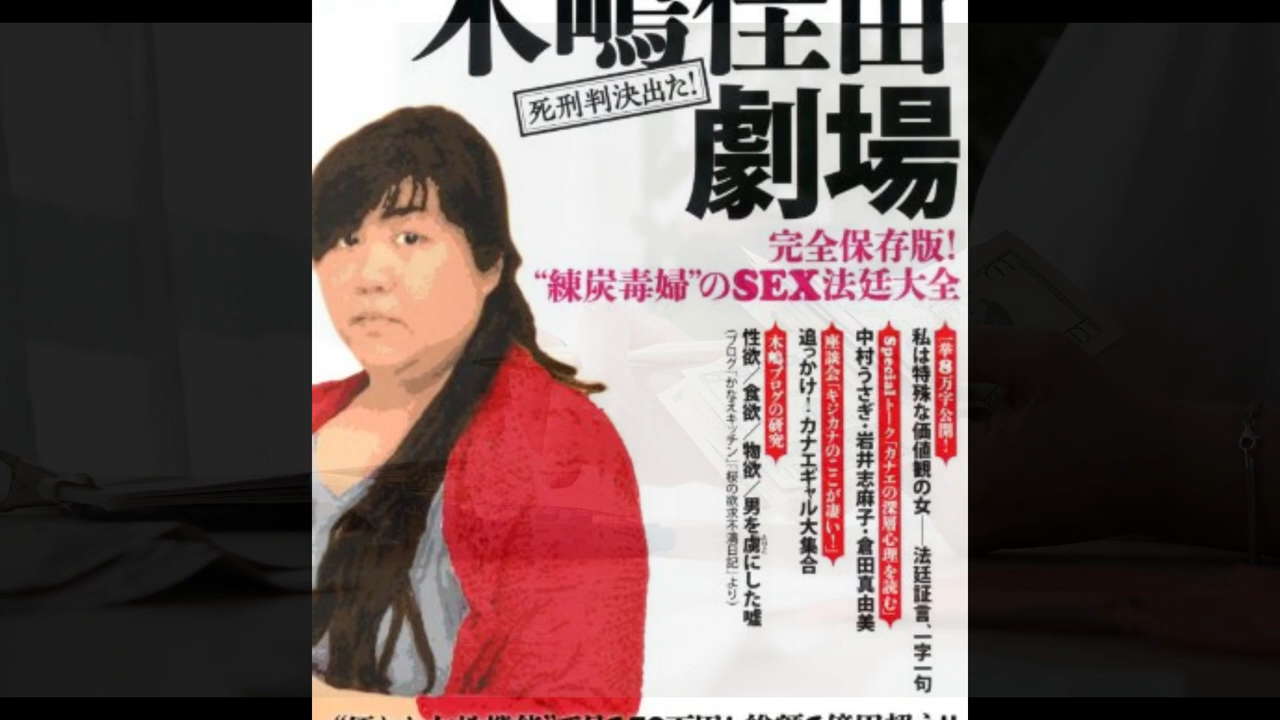 木嶋佳苗
死刑判決出た!
劇場
完全保存版!
“練炭毒婦”のSEX法廷大全
一挙8万字公開!
私は特殊な価値観の女――法廷証言、一字一句
Special トーク「カナエの深層心理を読む」
中村うさぎ・岩井志麻子・倉田真由美
座談会「キジカナのここが凄い!」
追っかけ!カナエギャル大集合
木嶋ブログの研究
性欲/食欲/物欲/男を虜にした嘘
(ブログ「かなえキッチン」「桜の欲求不満日記」より)